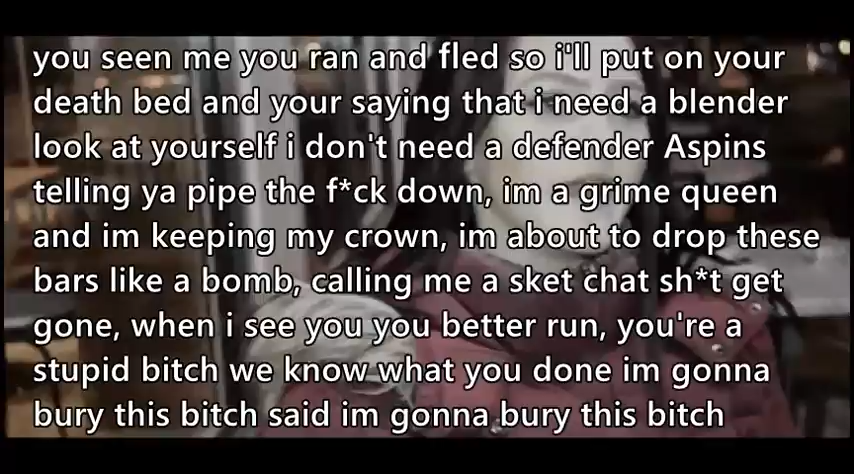 you seen me you ran and fled so i'll put on your
death bed and your saying that i need a blender
look at yourself i don't need a defender Aspins
telling ya pipe the f*ck down, im a grime queen
and im keeping my crown, im about to drop these
bars like a bomb, calling me a sket chat sh*t get
gone, when i see you you better run, you're a
stupid bitch we know what you done im gonna
bury this bitch said im gonna bury this bitch